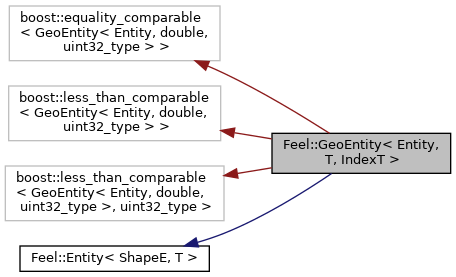 boost::equality_comparable
< GeoEntity< Entity, double,
uint32_type > >
boost::less_than_comparable
< GeoEntity< Entity, double,
uint32_type > >
Feel::GeoEntity< Entity,
T, IndexT >
boost::less_than_comparable
< GeoEntity< Entity, double,
uint32_type >, uint32_type >
Feel::Entity< ShapeE, T >